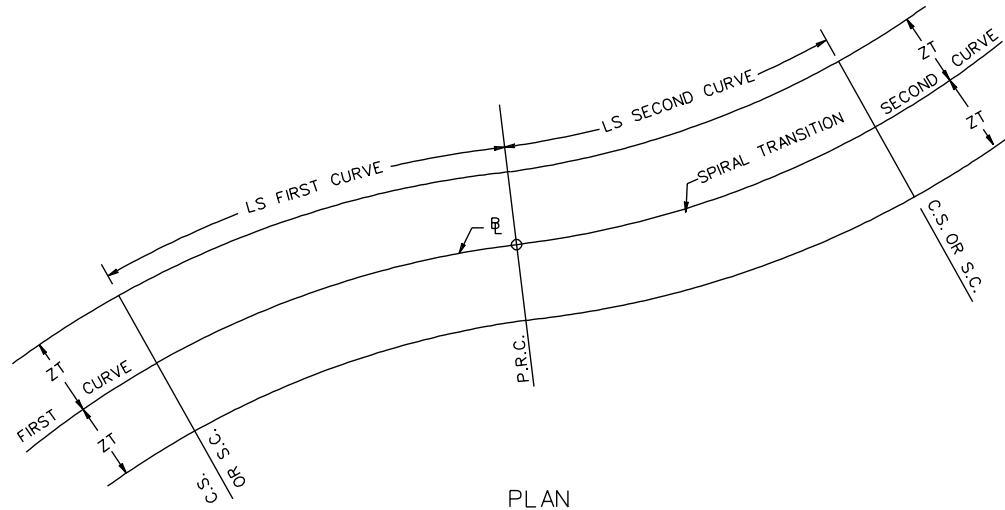 ZT
SECOND CURVE
ZT
LS SECOND CURVE
LS FIRST CURVE
SPIRAL TRANSITION
BL
C.S. OR S.C.
P.R.C.
ZT
FIRST CURVE
ZT
C.S.
OR S.C.
PLAN